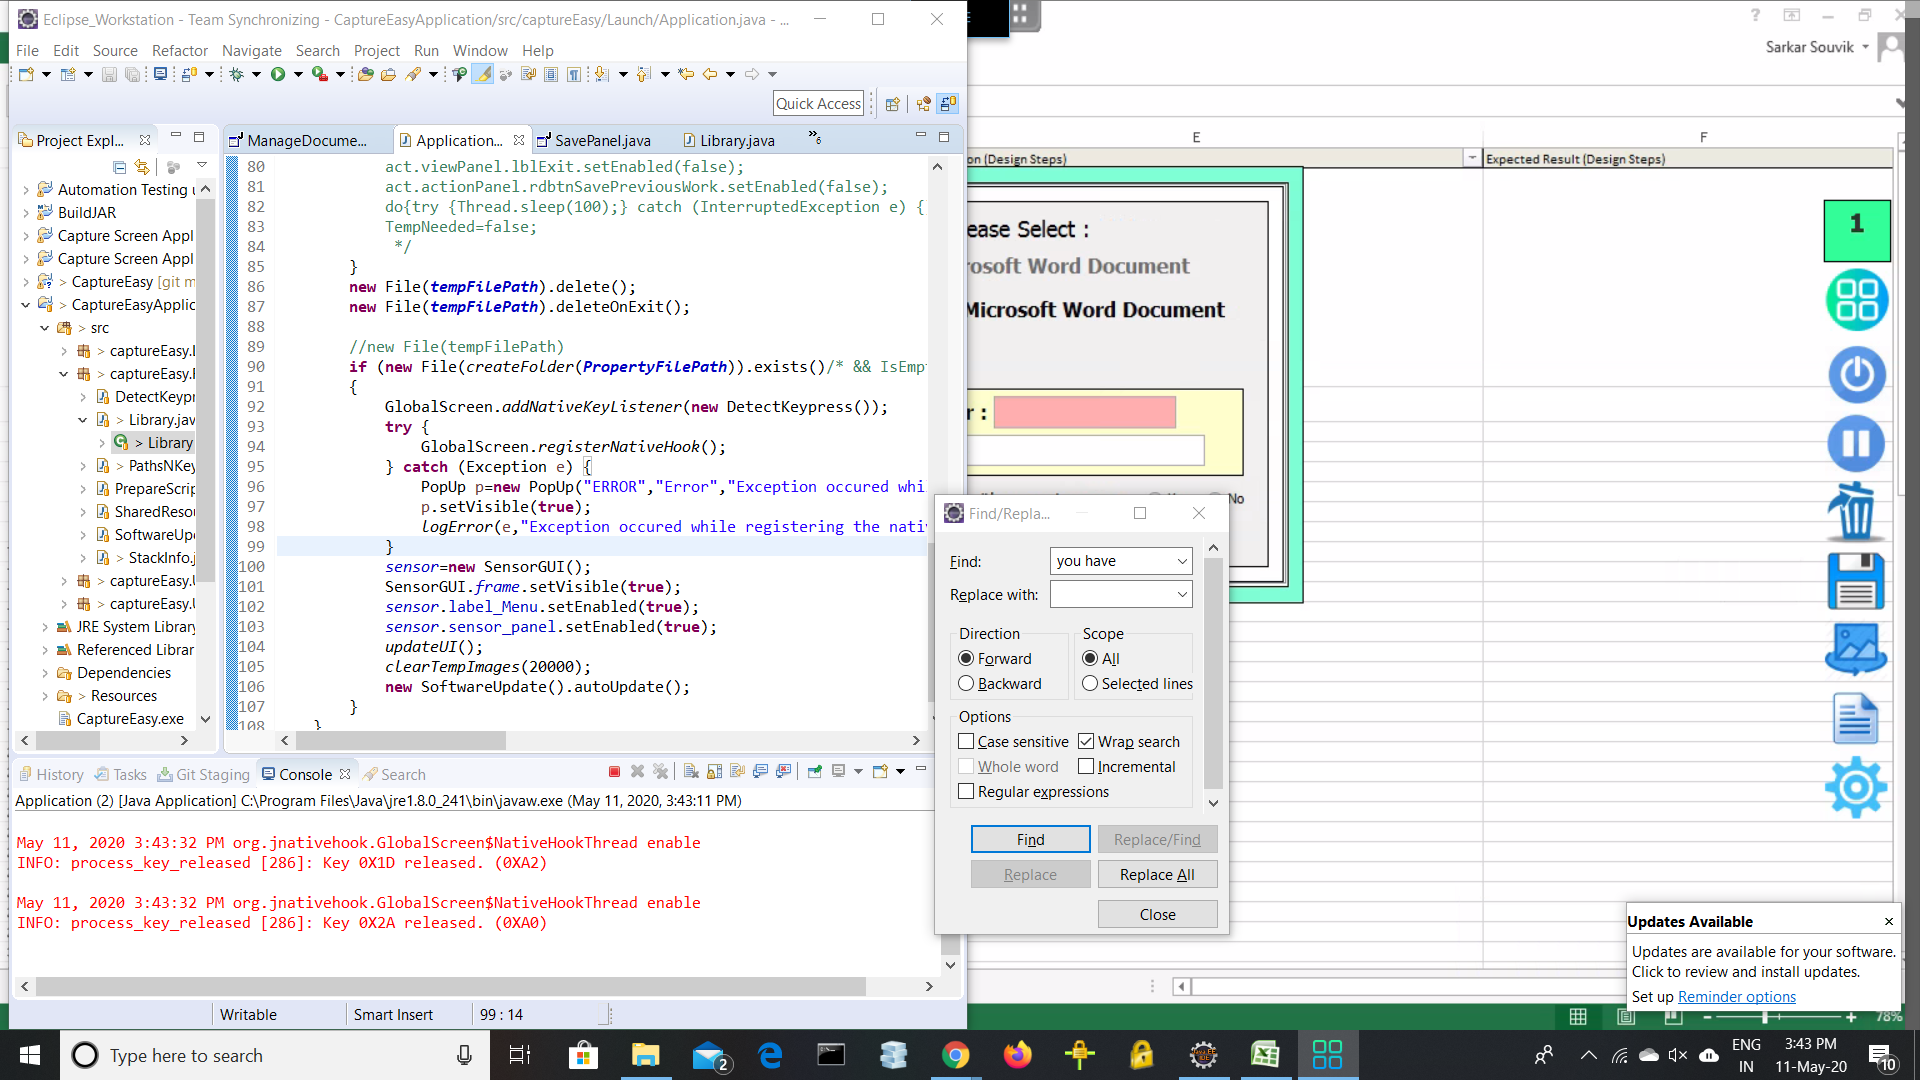 Eclipse_Workstation - Team Synchronizing - CaptureEasyApplication/src/captureEasy/Launch/Application.java - ...
File Edit Source Refactor Navigate Search Project Run Window Help
Quick Access
Project Expl...
Automation Testing
BuildJAR
Capture Screen Appl
Capture Screen Appl
> CaptureEasy [git m
> CaptureEasyApplic
> src
> captureEasy.
> captureEasy.
DetectKeypr
> Library.jav
> Library
> PathsNKey
PrepareScrip
SharedResou
SoftwareUp
> StackInfo.j
> captureEasy.
> captureEasy.
JRE System Library
Referenced Librar
Dependencies
> Resources
CaptureEasy.exe
ManageDocume... Application... SavePanel.java Library.java »6
80 act.viewPanel.lblExit.setEnabled(false);
81 act.actionPanel.rdbtnSavePreviousWork.setEnabled(false);
82 do{try {Thread.sleep(100);} catch (InterruptedException e) {
83 TempNeeded=false;
84 */
85 }
86 new File(tempFilePath).delete();
87 new File(tempFilePath).deleteOnExit();
88
89 //new File(tempFilePath)
90 if (new File(createFolder(PropertyFilePath)).exists()/* && IsEmp
91 {
92 GlobalScreen.addNativeKeyListener(new DetectKeypress());
93 try {
94 GlobalScreen.registerNativeHook();
95 } catch (Exception e) {
96 PopUp p=new PopUp("ERROR","Error","Exception occured whi
97 p.setVisible(true);
98 logError(e,"Exception occured while registering the nati
99 }
100 sensor=new SensorGUI();
101 SensorGUI.frame.setVisible(true);
102 sensor.label_Menu.setEnabled(true);
103 sensor.sensor_panel.setEnabled(true);
104 updateUI();
105 clearTempImages(20000);
106 new SoftwareUpdate().autoUpdate();
107 }
108 }
History Tasks Git Staging Console Search
Application (2) [Java Application] C:\Program Files\Java\jre1.8.0_241\bin\javaw.exe (May 11, 2020, 3:43:11 PM)
May 11, 2020 3:43:32 PM org.jnativehook.GlobalScreen$NativeHookThread enable
INFO: process_key_released [286]: Key 0X1D released. (0XA2)
May 11, 2020 3:43:32 PM org.jnativehook.GlobalScreen$NativeHookThread enable
INFO: process_key_released [286]: Key 0X2A released. (0XA0)
Writable Smart Insert 99 : 14
Sarkar Souvik
E F
on (Design Steps) Expected Result (Design Steps)
ease Select :
rosoft Word Document
Microsoft Word Document
r :
No
1
Find/Repla...
Find: you have
Replace with:
Direction Scope
Forward All
Backward Selected lines
Options
Case sensitive Wrap search
Whole word Incremental
Regular expressions
Find Replace/Find
Replace Replace All
Close
Updates Available
Updates are available for your software.
Click to review and install updates.
Set up Reminder options
78%
Type here to search
2
ENG
IN
3:43 PM
11-May-20
10